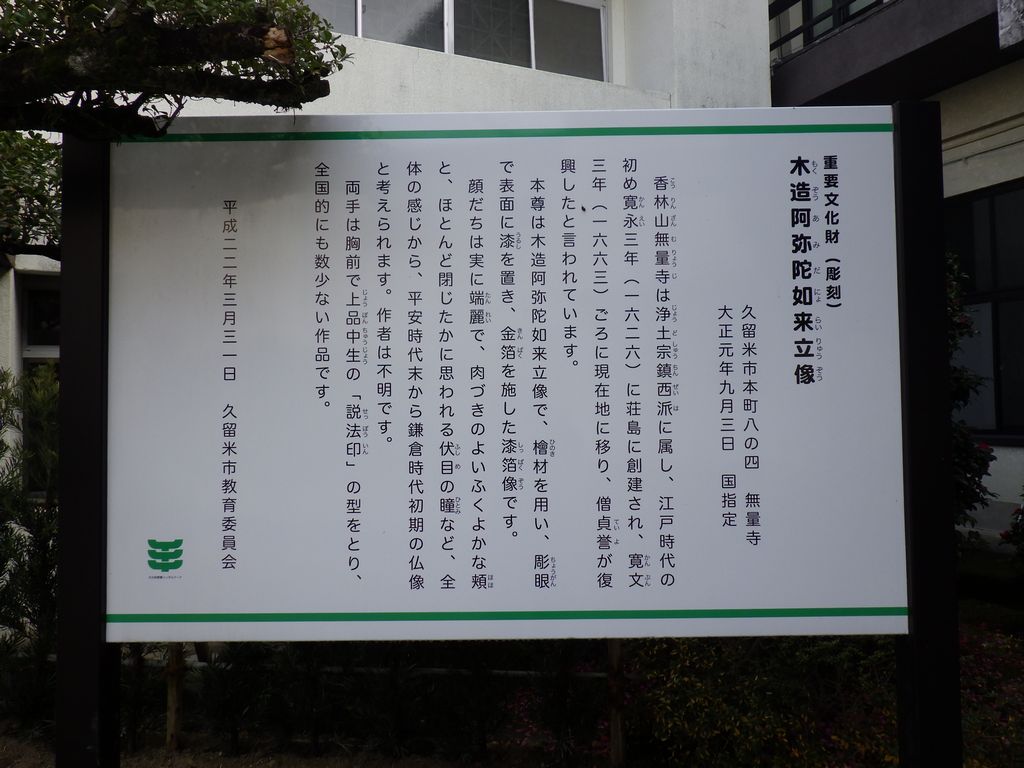 重要文化財（彫刻）
木造阿弥陀如来立像
久留米市本町八の四　無量寺
大正元年九月三日　国指定
香林山無量寺は浄土宗鎮西派に属し、江戸時代の
初め寛永三年（一六二六）に荘島に創建され、寛文
三年（一六六三）ごろに現在地に移り、僧貞誉が復
興したと言われています。
本尊は木造阿弥陀如来立像で、檜材を用い、彫眼
で表面に漆を置き、金箔を施した漆箔像です。
顔だちは実に端麗で、肉づきのよいふくよかな頬
と、ほとんど閉じたかに思われる伏目の瞳など、全
体の感じから、平安時代末から鎌倉時代初期の仏像
と考えられます。作者は不明です。
両手は胸前で上品中生の「説法印」の型をとり、
全国的にも数少ない作品です。
平成二二年三月三一日　久留米市教育委員会